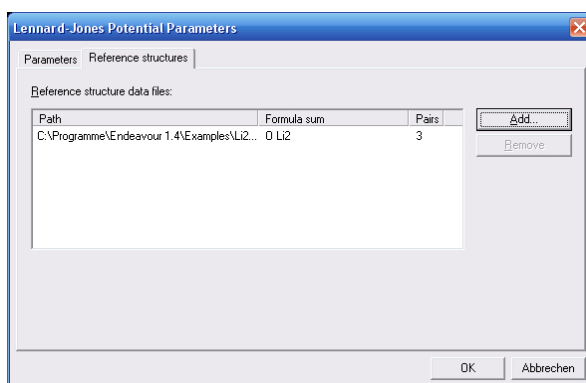 Lennard-Jones Potential Parameters
Parameters Reference structures
Reference structure data files:
Path Formula sum Pairs
C:\Programme\Endeavour 1.4\Examples\Li2... O Li2 3
Add...
Remove
OK Abbrechen